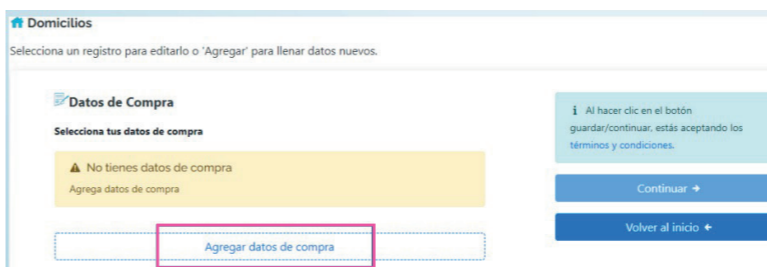 Domicilios
Selecciona un registro para editarlo o 'Agregar' para llenar datos nuevos.
Datos de Compra
Selecciona tus datos de compra
No tienes datos de compra
Agrega datos de compra
Agregar datos de compra
i Al hacer clic en el botón
guardar/continuar, estás aceptando los
términos y condiciones.
Continuar →
Volver al inicio ←